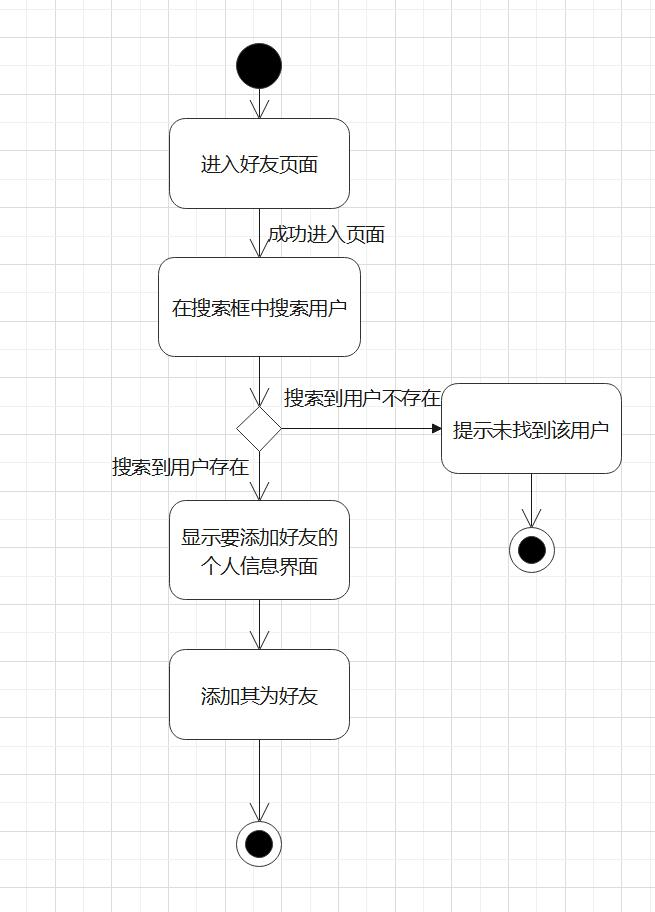 进入好友页面
成功进入页面
在搜索框中搜索用户
搜索到用户不存在
提示未找到该用户
搜索到用户存在
显示要添加好友的
个人信息界面
添加其为好友